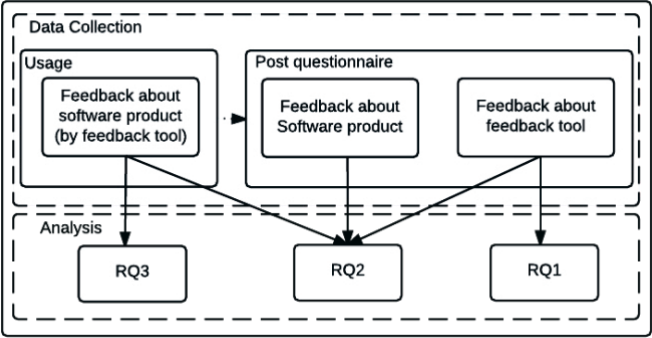 Data Collection
Usage
Feedback about
software product
(by feedback tool)
Post questionnaire
Feedback about
Software product
Feedback about
feedback tool
Analysis
RQ3
RQ2
RQ1